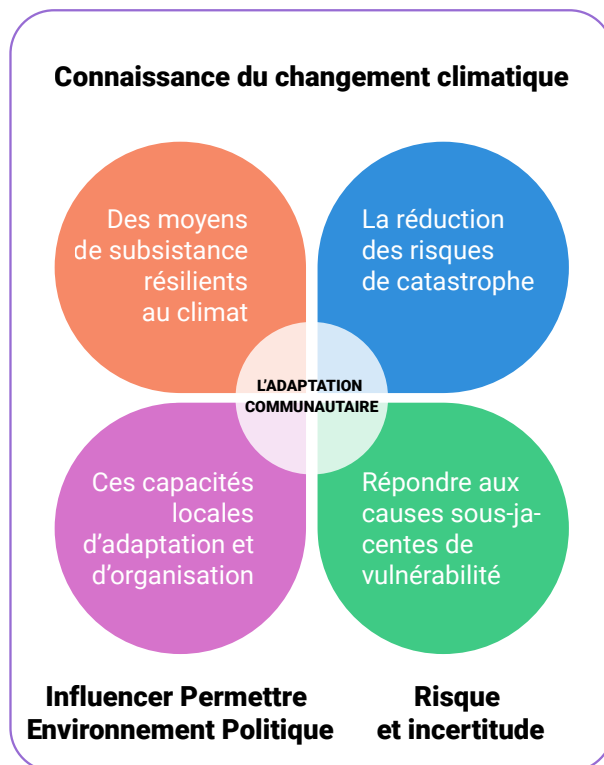 Connaissance du changement climatique
Des moyens
de subsistance
résilients
au climat
La réduction
des risques
de catastrophe
L'ADAPTATION
COMMUNAUTAIRE
Ces capacités
locales
d'adaptation et
d'organisation
Répondre aux
causes sous-ja-
centes de
vulnérabilité
Influencer Permettre
Environnement Politique
Risque
et incertitude